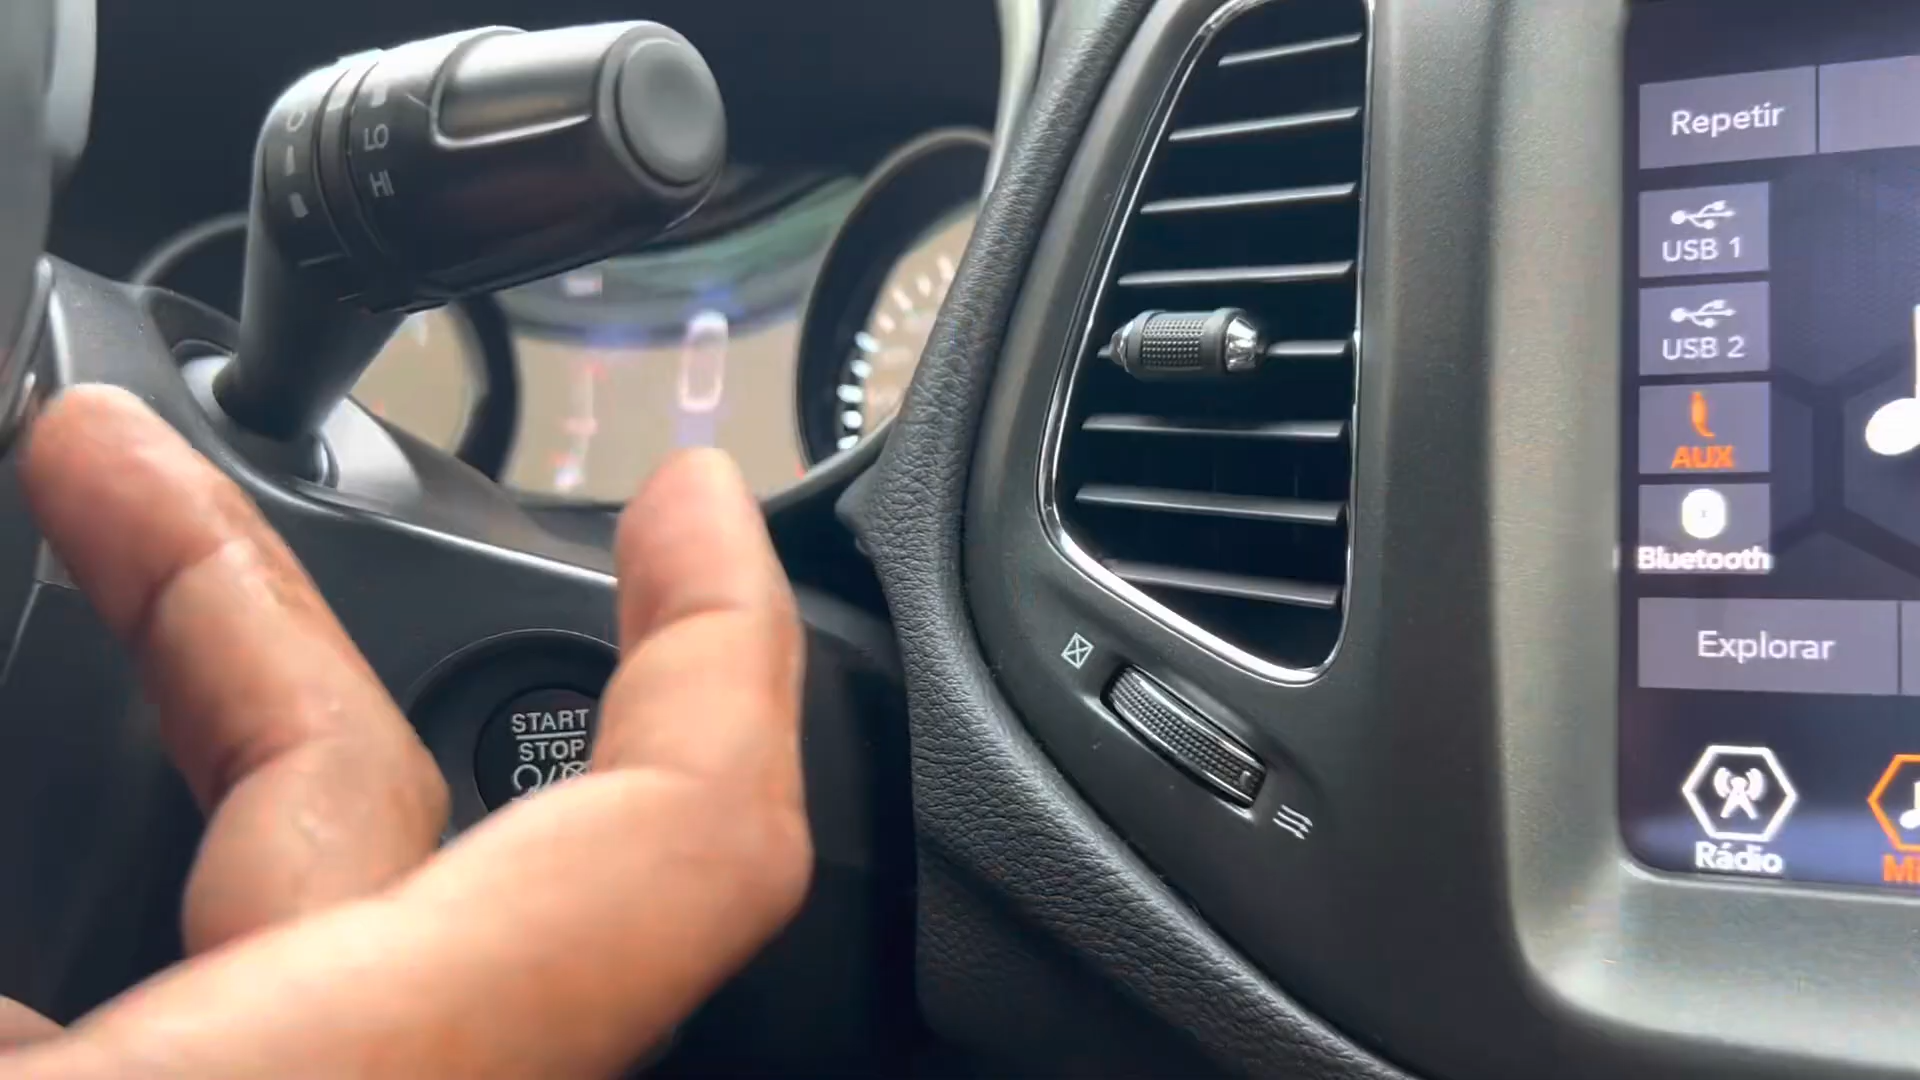 LO
HI
START
STOP
Repetir
USB 1
USB 2
AUX
Bluetooth
Explorar
Rádio